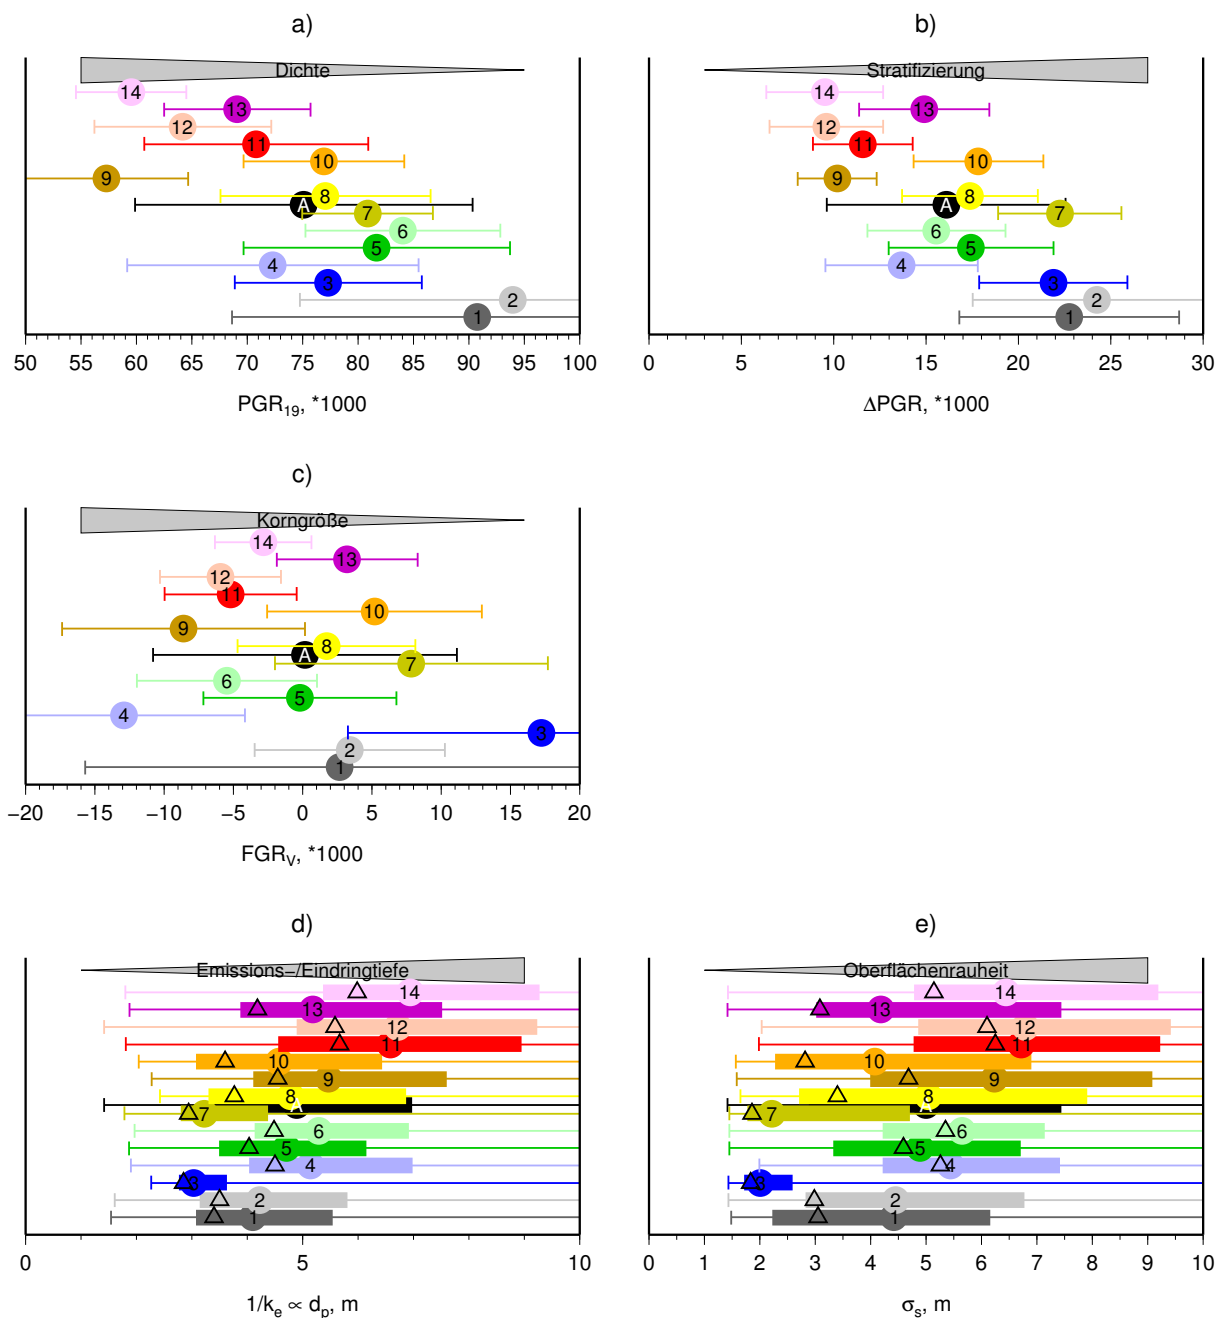 a)
Dichte
14
13
12
11
10
9
8
A
7
6
5
4
3
2
1
50 55 60 65 70 75 80 85 90 95 100
PGR19, *1000
b)
Stratifizierung
14
13
12
11
10
9
8
A
7
6
5
4
3
2
1
0 5 10 15 20 25 30
ΔPGR, *1000
c)
Korngröße
14
13
12
11
10
9
8
A
7
6
5
4
3
2
1
−20 −15 −10 −5 0 5 10 15 20
FGRV, *1000
d)
Emissions−/Eindringtiefe
14
13
12
11
10
9
8
A
7
6
5
4
3
2
1
0 5 10
1/ke ∝ dp, m
e)
Oberflächenrauheit
14
13
12
11
10
9
8
A
7
6
5
4
3
2
1
0 1 2 3 4 5 6 7 8 9 10
σs, m